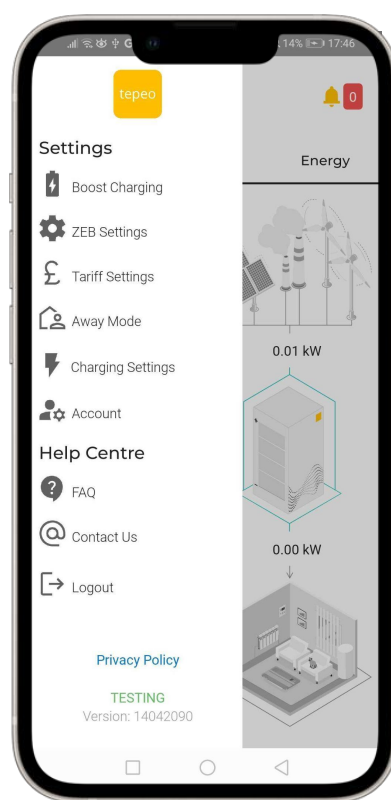 G
14% 17:46
tepeo
0
Settings
Energy
Boost Charging
ZEB Settings
£ Tariff Settings
Away Mode
0.01 kW
Charging Settings
Account
Help Centre
? FAQ
@ Contact Us
0.00 kW
Logout
Privacy Policy
TESTING
Version: 14042090